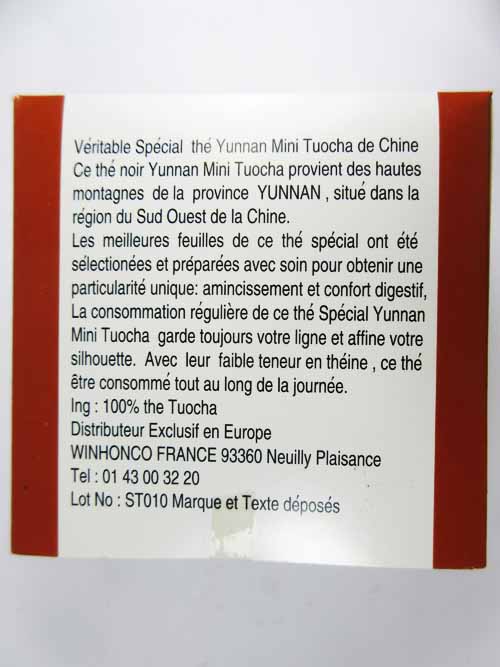 Véritable Spécial thé Yunnan Mini Tuocha de Chine
Ce thé noir Yunnan Mini Tuocha provient des hautes
montagnes de la province YUNNAN , situé dans la
région du Sud Ouest de la Chine.
Les meilleures feuilles de ce thé spécial ont été
sélectionées et préparées avec soin pour obtenir une
particularité unique: amincissement et confort digestif,
La consommation régulière de ce thé Spécial Yunnan
Mini Tuocha garde toujours votre ligne et affine votre
silhouette. Avec leur faible teneur en théine , ce thé
être consommé tout au long de la journée.
Ing : 100% the Tuocha
Distributeur Exclusif en Europe
WINHONCO FRANCE 93360 Neuilly Plaisance
Tel : 01 43 00 32 20
Lot No : ST010 Marque et Texte déposés